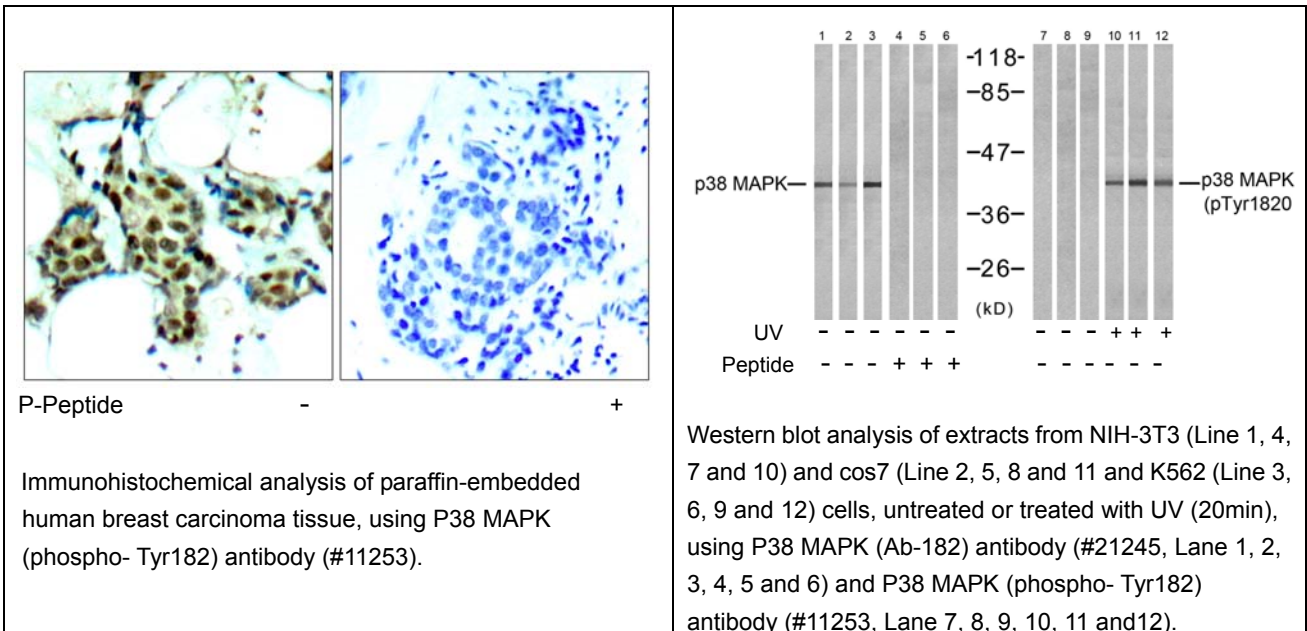 P-Peptide - +
Immunohistochemical analysis of paraffin-embedded
human breast carcinoma tissue, using P38 MAPK
(phospho- Tyr182) antibody (#11253).
1 2 3 4 5 6 7 8 9 10 11 12
-118-
-85-
-47-
p38 MAPK— —p38 MAPK
(pTyr1820
-36-
-26-
(kD)
UV - - - - - - - - - + + +
Peptide - - - + + + - - - - - -
Western blot analysis of extracts from NIH-3T3 (Line 1, 4,
7 and 10) and cos7 (Line 2, 5, 8 and 11 and K562 (Line 3,
6, 9 and 12) cells, untreated or treated with UV (20min),
using P38 MAPK (Ab-182) antibody (#21245, Lane 1, 2,
3, 4, 5 and 6) and P38 MAPK (phospho- Tyr182)
antibody (#11253, Lane 7, 8, 9, 10, 11 and12).